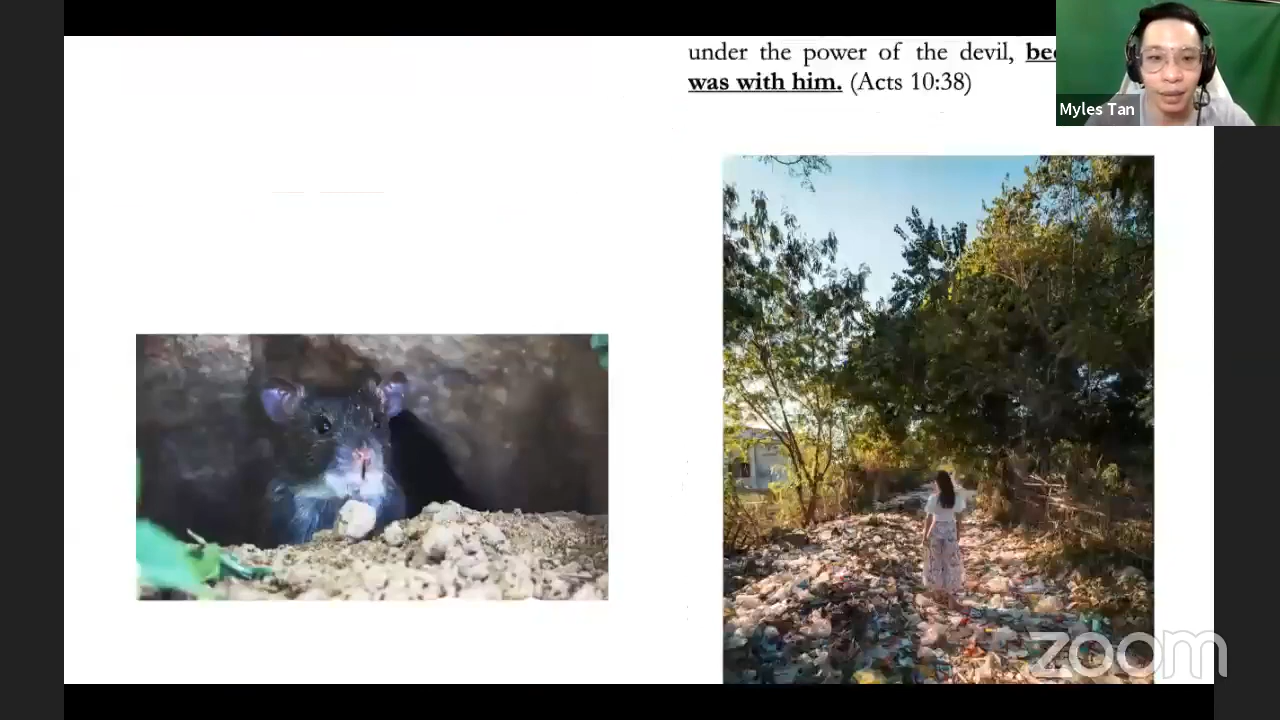 under the power of the devil,
was with him. (Acts 10:38)
Myles Tan
zoom